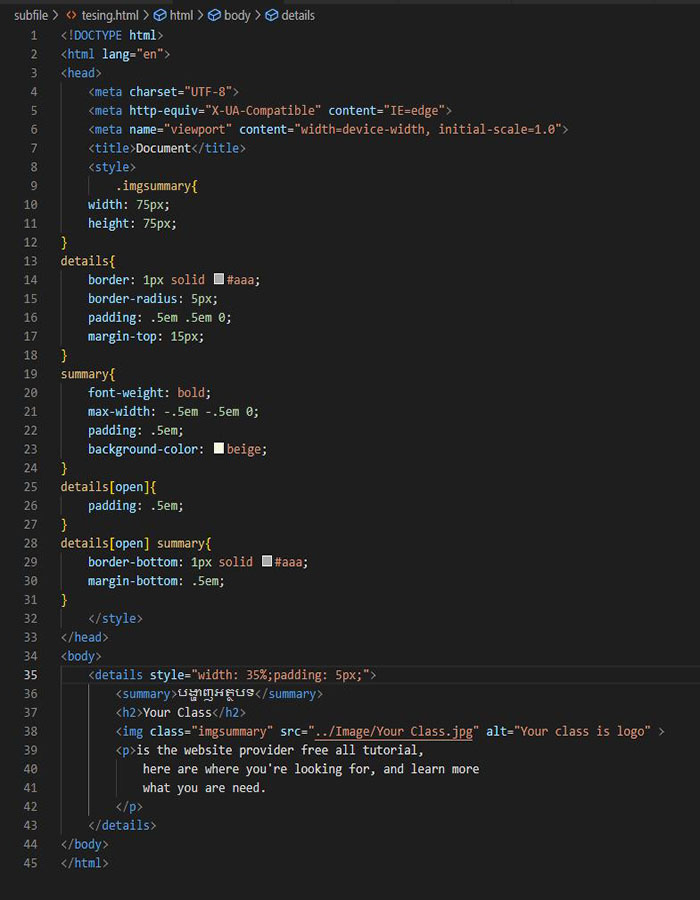 subfile > <> tesing.html > html > body > details
1 <!DOCTYPE html>
2 <html lang="en">
3 <head>
4 <meta charset="UTF-8">
5 <meta http-equiv="X-UA-Compatible" content="IE=edge">
6 <meta name="viewport" content="width=device-width, initial-scale=1.0">
7 <title>Document</title>
8 <style>
9 .imgsummary{
10 width: 75px;
11 height: 75px;
12 }
13 details{
14 border: 1px solid #aaa;
15 border-radius: 5px;
16 padding: .5em .5em 0;
17 margin-top: 15px;
18 }
19 summary{
20 font-weight: bold;
21 max-width: -.5em -.5em 0;
22 padding: .5em;
23 background-color: beige;
24 }
25 details[open]{
26 padding: .5em;
27 }
28 details[open] summary{
29 border-bottom: 1px solid #aaa;
30 margin-bottom: .5em;
31 }
32 </style>
33 </head>
34 <body>
35 <details style="width: 35%;padding: 5px;">
36 <summary>បង្ហាញអត្ថបទ</summary>
37 <h2>Your Class</h2>
38 <img class="imgsummary" src="../Image/Your Class.jpg" alt="Your class is logo" >
39 <p>is the website provider free all tutorial,
40 here are where you're looking for, and learn more
41 what you are need.
42 </p>
43 </details>
44 </body>
45 </html>